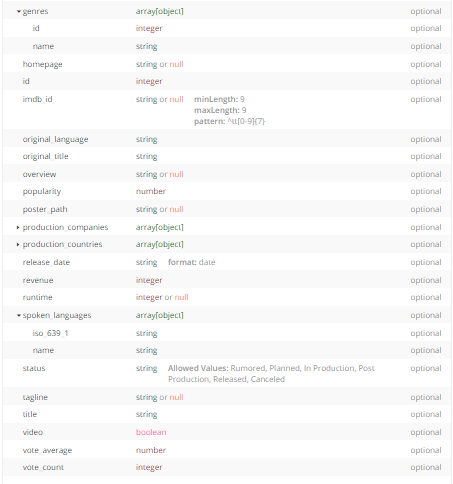 genres array[object] optional
id integer optional
name string optional
homepage string or null optional
id integer optional
imdb_id string or null minLength: 9 optional
maxLength: 9
pattern: ^tt[0-9]{7}
original_language string optional
original_title string optional
overview string or null optional
popularity number optional
poster_path string or null optional
production_companies array[object] optional
production_countries array[object] optional
release_date string format: date optional
revenue integer optional
runtime integer or null optional
spoken_languages array[object] optional
iso_639_1 string optional
name string optional
status string Allowed Values: Rumored, Planned, In Production, Post optional
Production, Released, Canceled
tagline string or null optional
title string optional
video boolean optional
vote_average number optional
vote_count integer optional